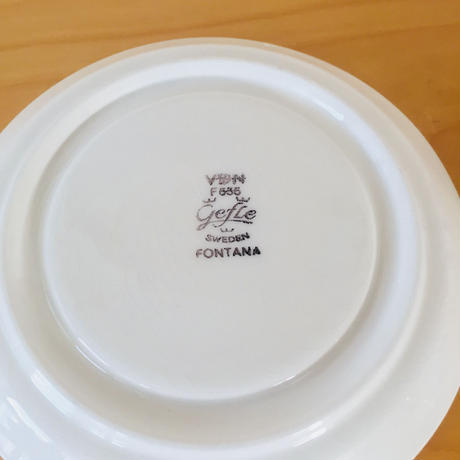 VDN
F 535
Gefle
SWEDEN
FONTANA